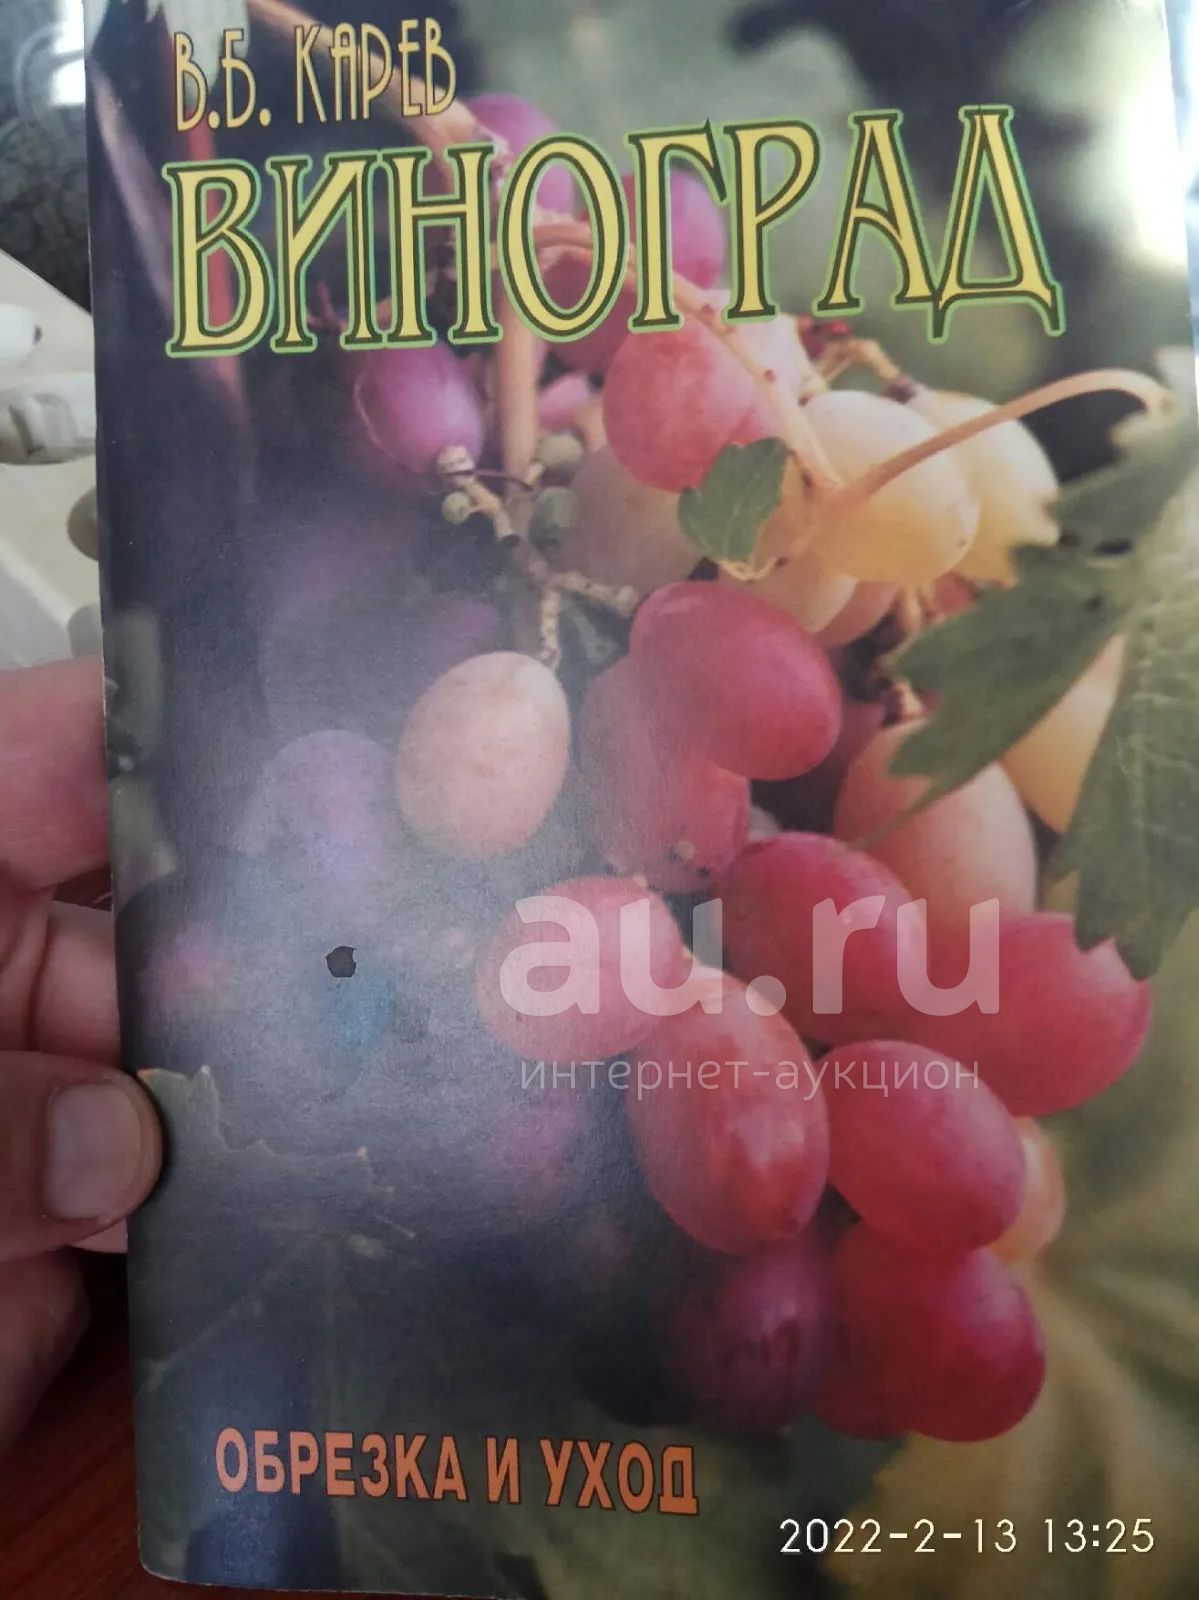 В.Б. КАРЕВ
ВИНОГРАД
au.ru
интернет-аукцион
ОБРЕЗКА И УХОД
2022-2-13 13:25